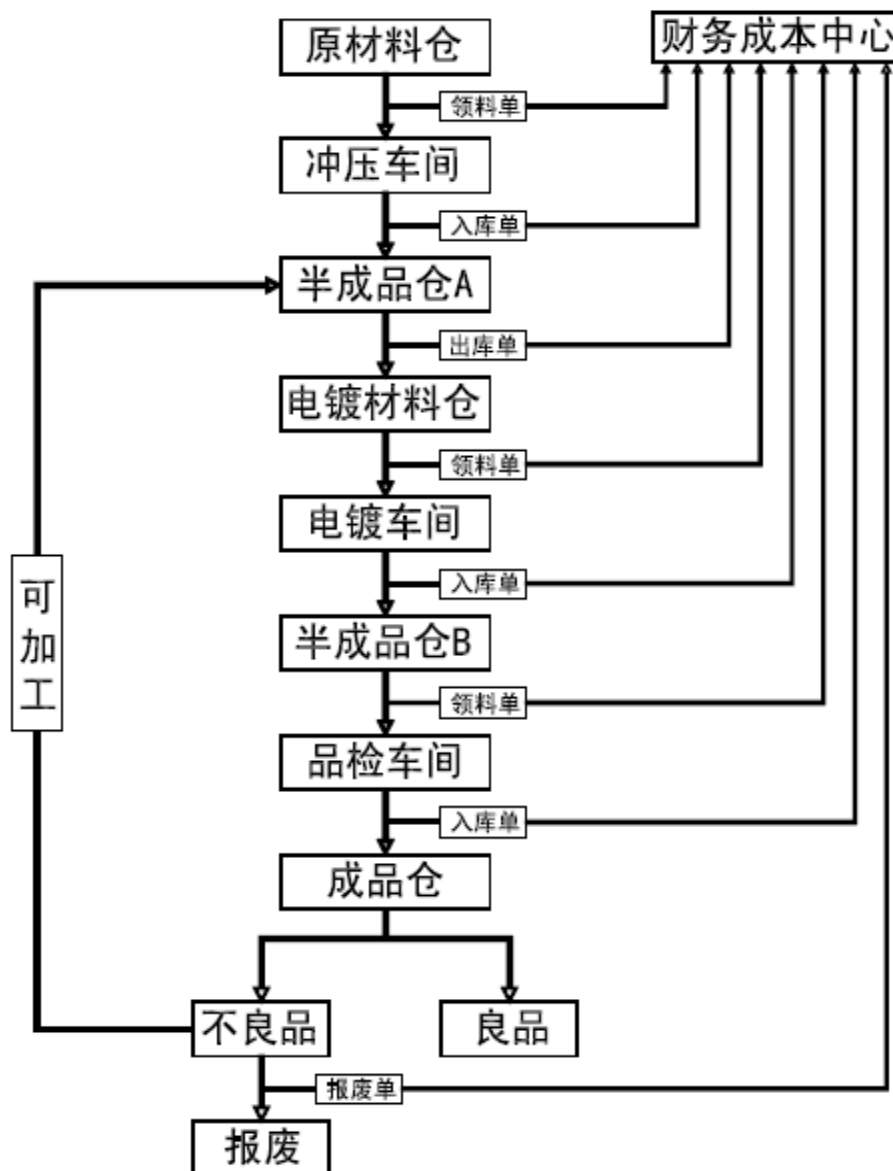 原材料仓
财务成本中心
领料单
冲压车间
入库单
半成品仓A
出库单
电镀材料仓
领料单
电镀车间
入库单
可加工
半成品仓B
领料单
品检车间
入库单
成品仓
不良品
良品
报废单
报废